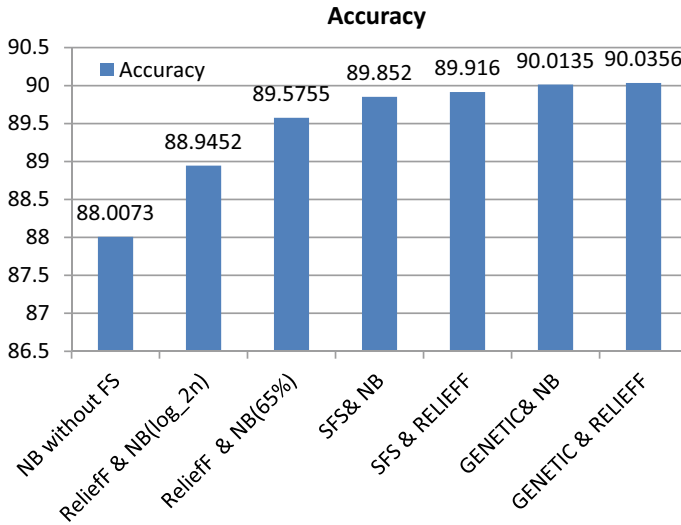 Accuracy
90.5
90
89.5
89
88.5
88
87.5
87
86.5
Accuracy
88.0073
88.9452
89.5755
89.852
89.916
90.0135
90.0356
NB without FS
ReliefF & NB(log_2n)
ReliefF & NB(65%)
SFS& NB
SFS & RELIEFF
GENETIC& NB
GENETIC & RELIEFF